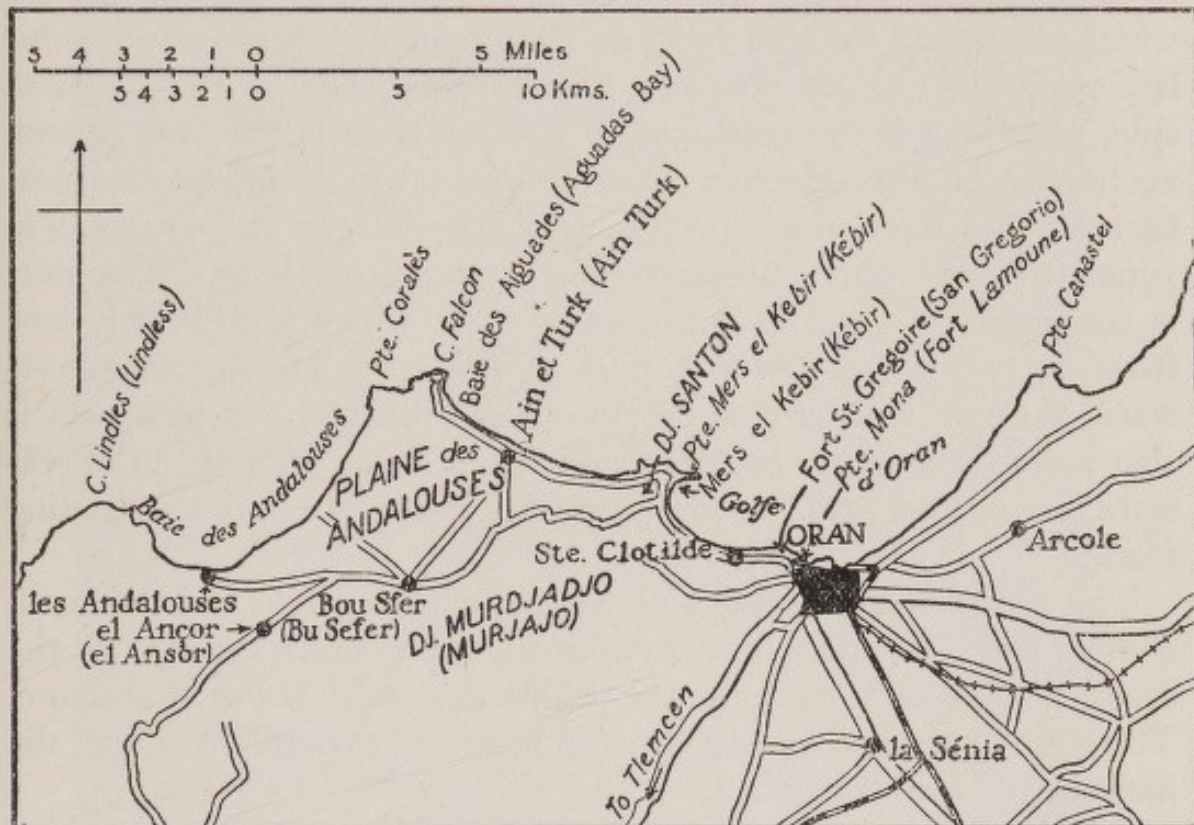 5 4 3 2 1 0 5 Miles
5 4 3 2 1 0 5 10 Kms.
C. Lindles (Lindless)
Baie des Andalouses
Pte. Coralès
C. Falcon
Baie des Aiguades (Aguadas Bay)
Ain et Turk (Ain Turk)
PLAINE des
ANDALOUSES
DJ. SANTON
Pte. Mers el Kebir (Kébir)
Mers el Kebir (Kébir)
Fort St. Gregoire (San Gregorio)
Pte. Mona (Fort Lamoune)
Golfe d'Oran
Pte. Canastel
ORAN
Arcole
Ste. Clotilde
les Andalouses
el Ançor
(el Ansor)
Bou Sfer
(Bu Sefer)
DJ. MURDJADJO
(MURJAJO)
To Tlemcen
la Sénia